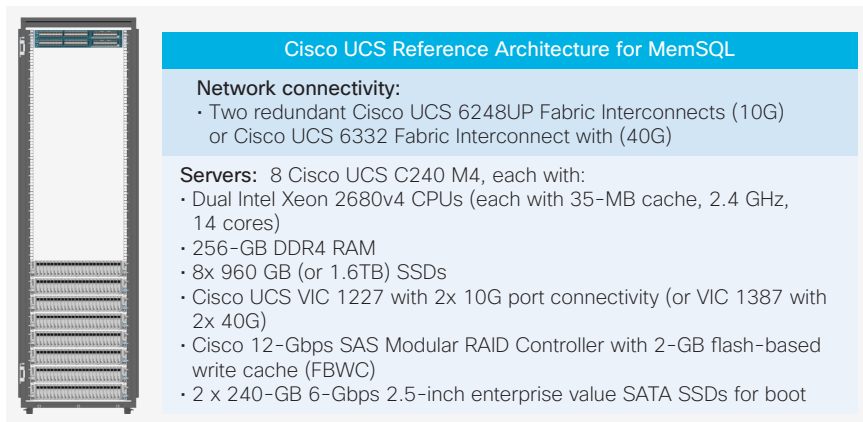 Cisco UCS Reference Architecture for MemSQL
Network connectivity:
• Two redundant Cisco UCS 6248UP Fabric Interconnects (10G)
or Cisco UCS 6332 Fabric Interconnect with (40G)
Servers: 8 Cisco UCS C240 M4, each with:
• Dual Intel Xeon 2680v4 CPUs (each with 35-MB cache, 2.4 GHz,
14 cores)
• 256-GB DDR4 RAM
• 8x 960 GB (or 1.6TB) SSDs
• Cisco UCS VIC 1227 with 2x 10G port connectivity (or VIC 1387 with
2x 40G)
• Cisco 12-Gbps SAS Modular RAID Controller with 2-GB flash-based
write cache (FBWC)
• 2 x 240-GB 6-Gbps 2.5-inch enterprise value SATA SSDs for boot